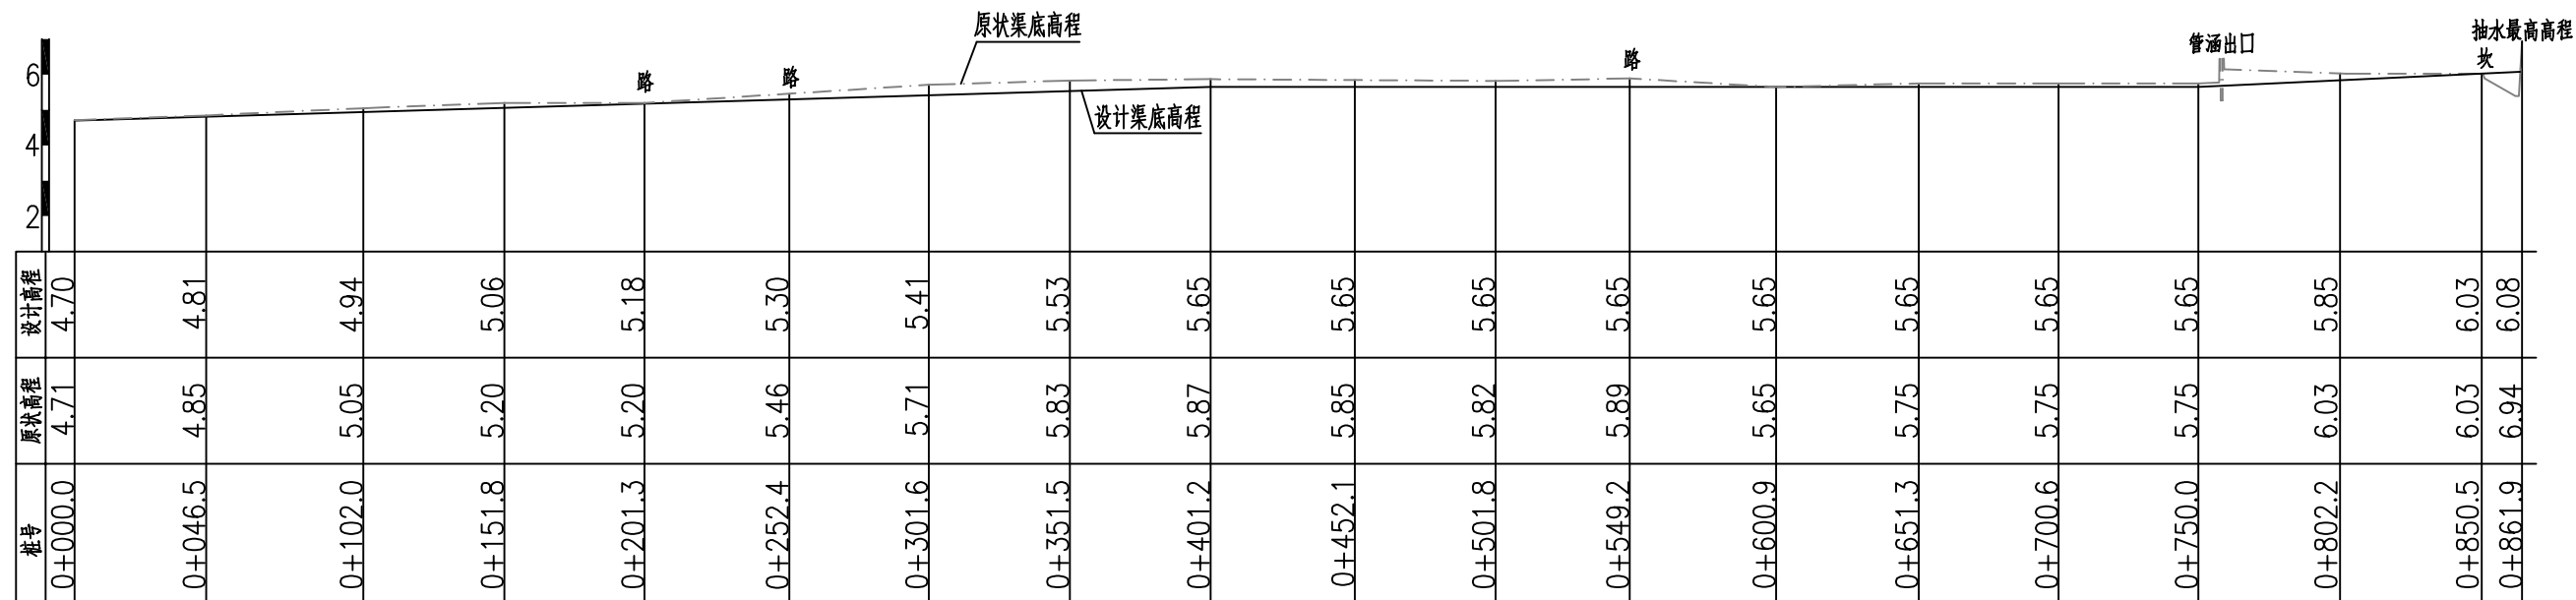 原状渠底高程
抽水最高高程
管涵出口
坎
路
路
路
设计渠底高程
6
4
2
设计高程 4.70 4.81 4.94 5.06 5.18 5.30 5.41 5.53 5.65 5.65 5.65 5.65 5.65 5.65 5.65 5.65 5.85 6.03 6.08
原状高程 4.71 4.85 5.05 5.20 5.20 5.46 5.71 5.83 5.87 5.85 5.82 5.89 5.65 5.75 5.75 5.75 6.03 6.03 6.94
桩号 0+000.0 0+046.5 0+102.0 0+151.8 0+201.3 0+252.4 0+301.6 0+351.5 0+401.2 0+452.1 0+501.8 0+549.2 0+600.9 0+651.3 0+700.6 0+750.0 0+802.2 0+850.5 0+861.9